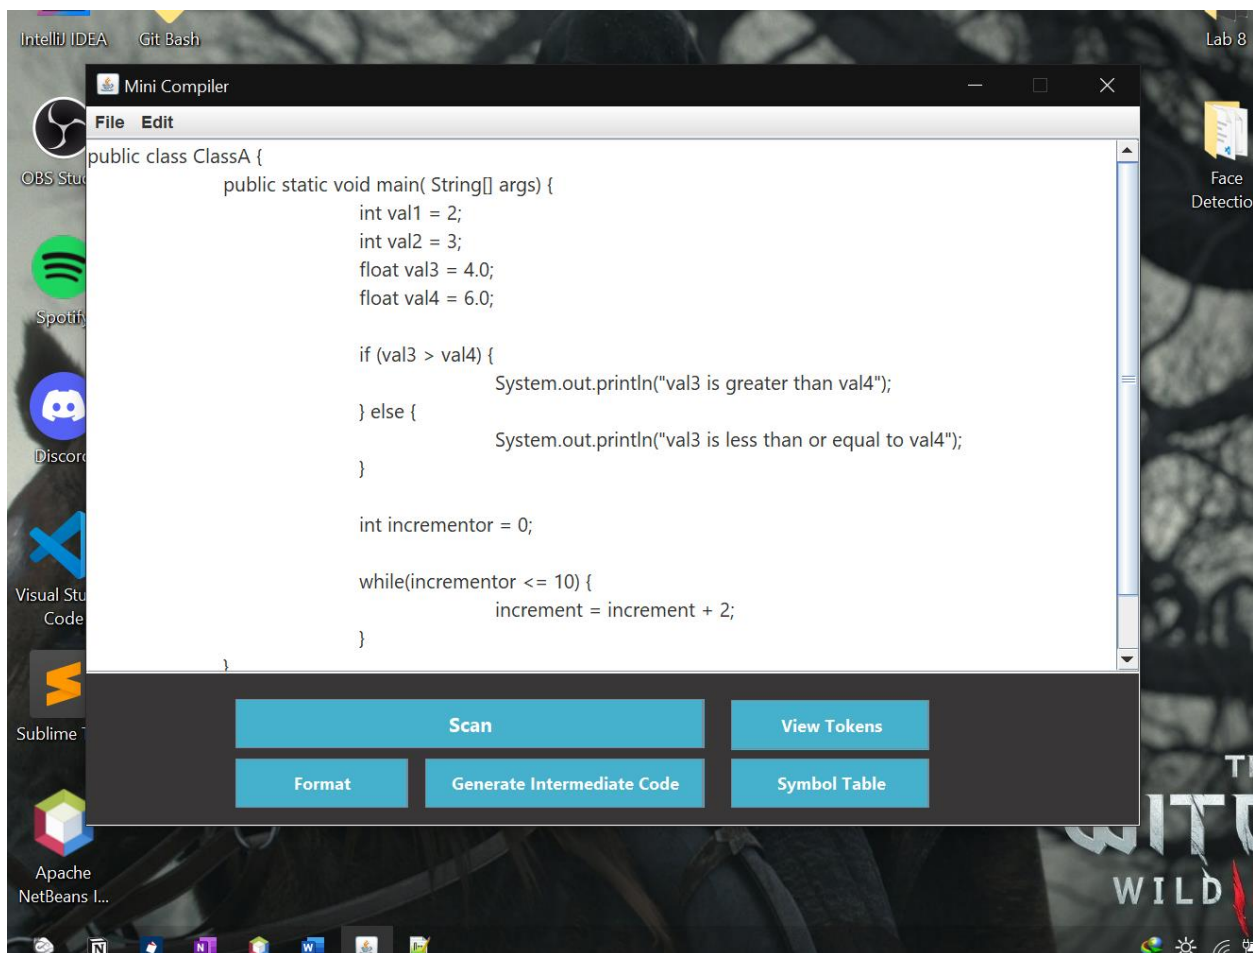 IntelliJ IDEA
Git Bash
Lab 8
Mini Compiler
File Edit
public class ClassA {
public static void main( String[] args) {
int val1 = 2;
int val2 = 3;
float val3 = 4.0;
float val4 = 6.0;
if (val3 > val4) {
System.out.println("val3 is greater than val4");
} else {
System.out.println("val3 is less than or equal to val4");
}
int incrementor = 0;
while(incrementor <= 10) {
increment = increment + 2;
}
}
Scan
View Tokens
Format
Generate Intermediate Code
Symbol Table
OBS Stu
Spotify
Discord
Visual Stu
Code
Sublime T
Apache
NetBeans I...
Face
Detectio
WILD